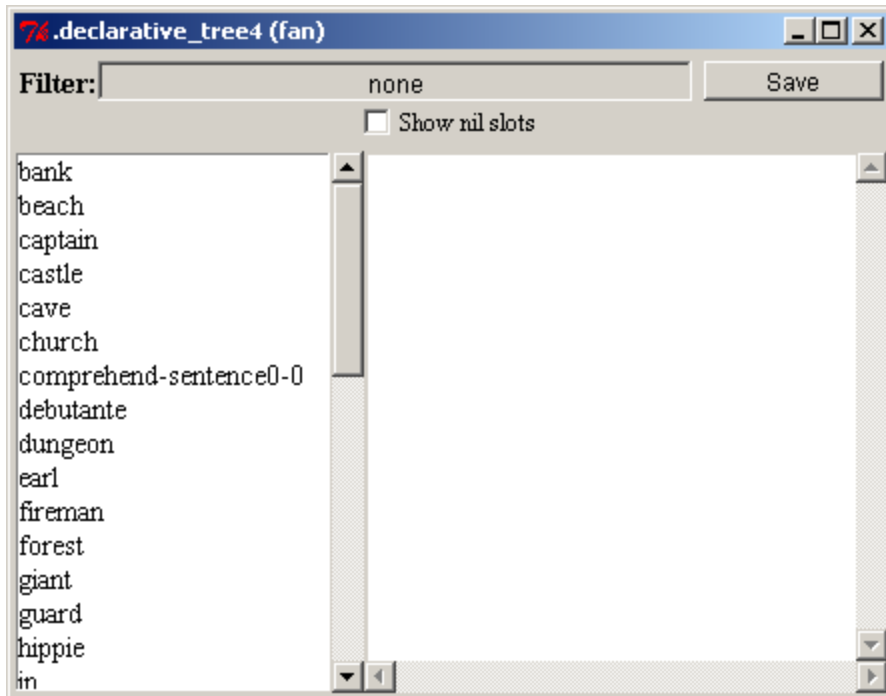 .declarative_tree4 (fan)
Filter: none Save
Show nil slots
bank
beach
captain
castle
cave
church
comprehend-sentence0-0
debutante
dungeon
earl
fireman
forest
giant
guard
hippie
in